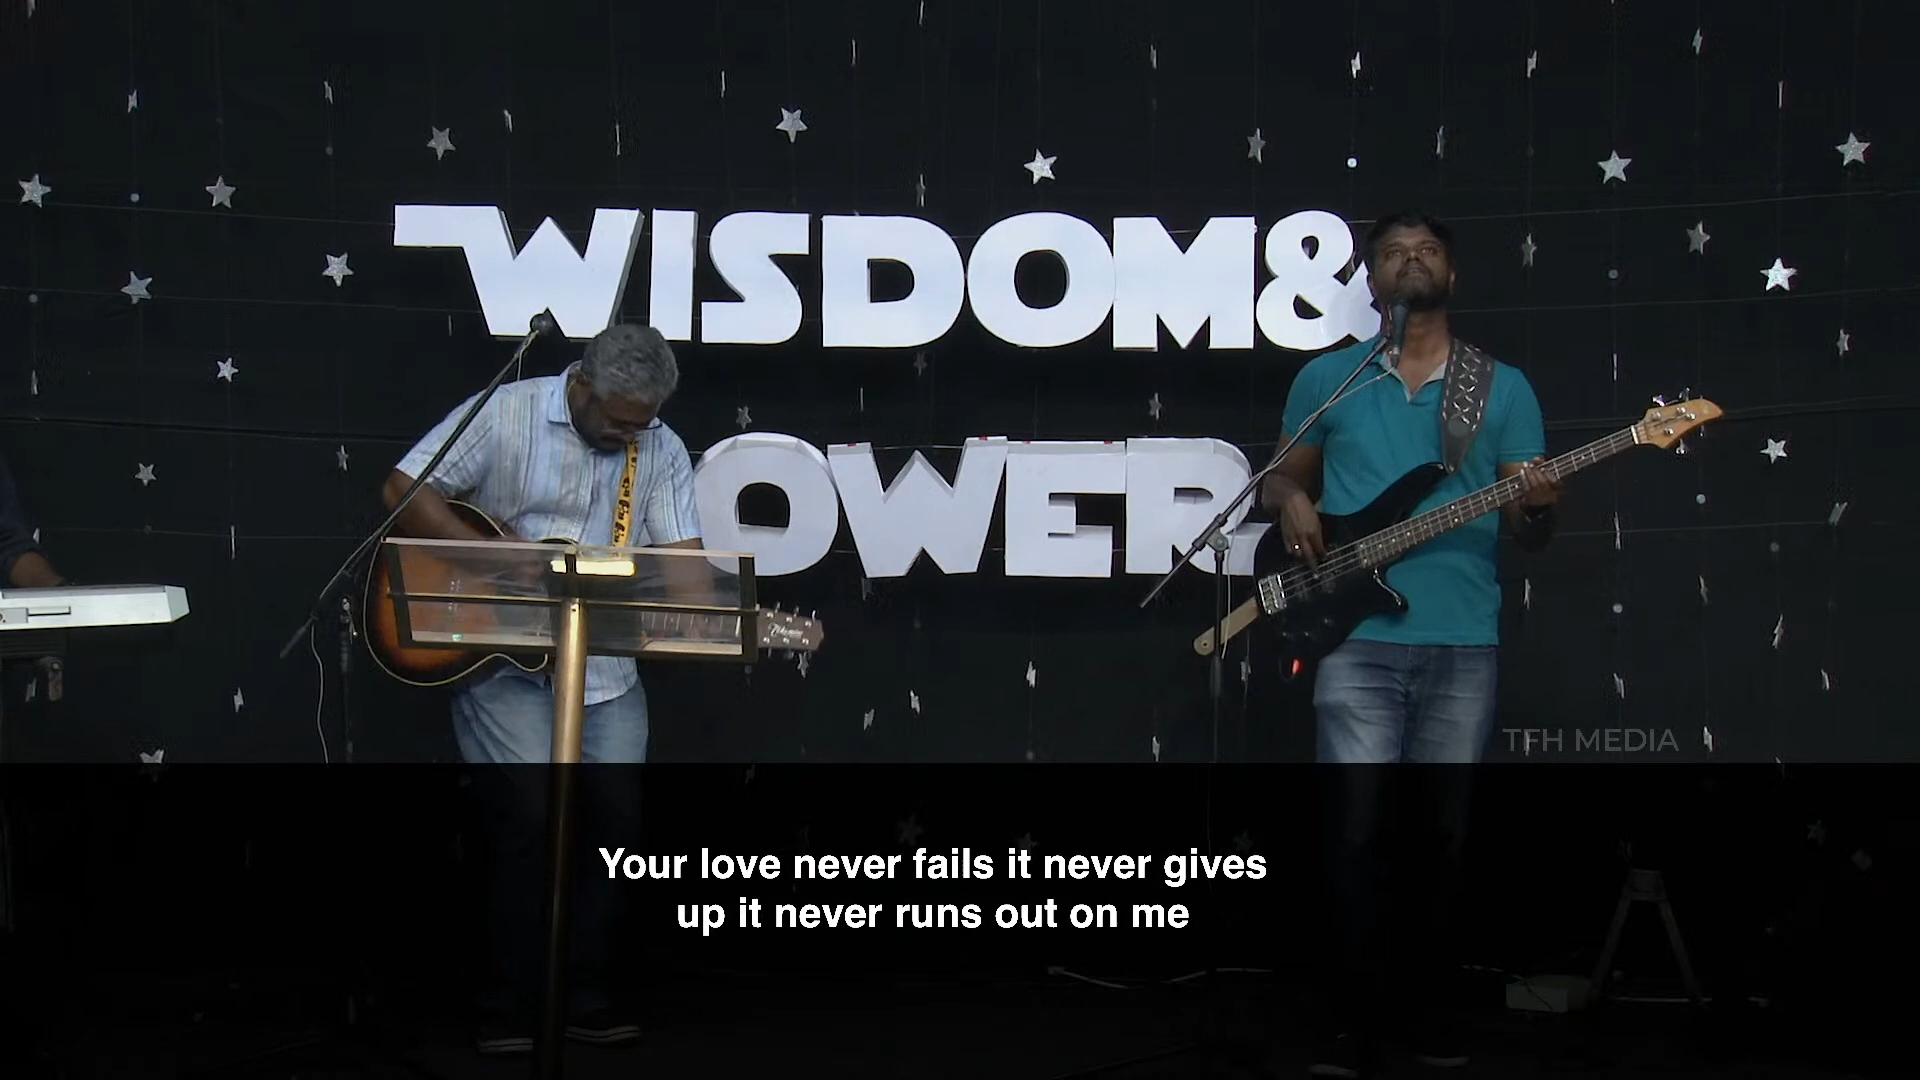 WISDOM&
OWER
TFH MEDIA
Your love never fails it never gives
up it never runs out on me